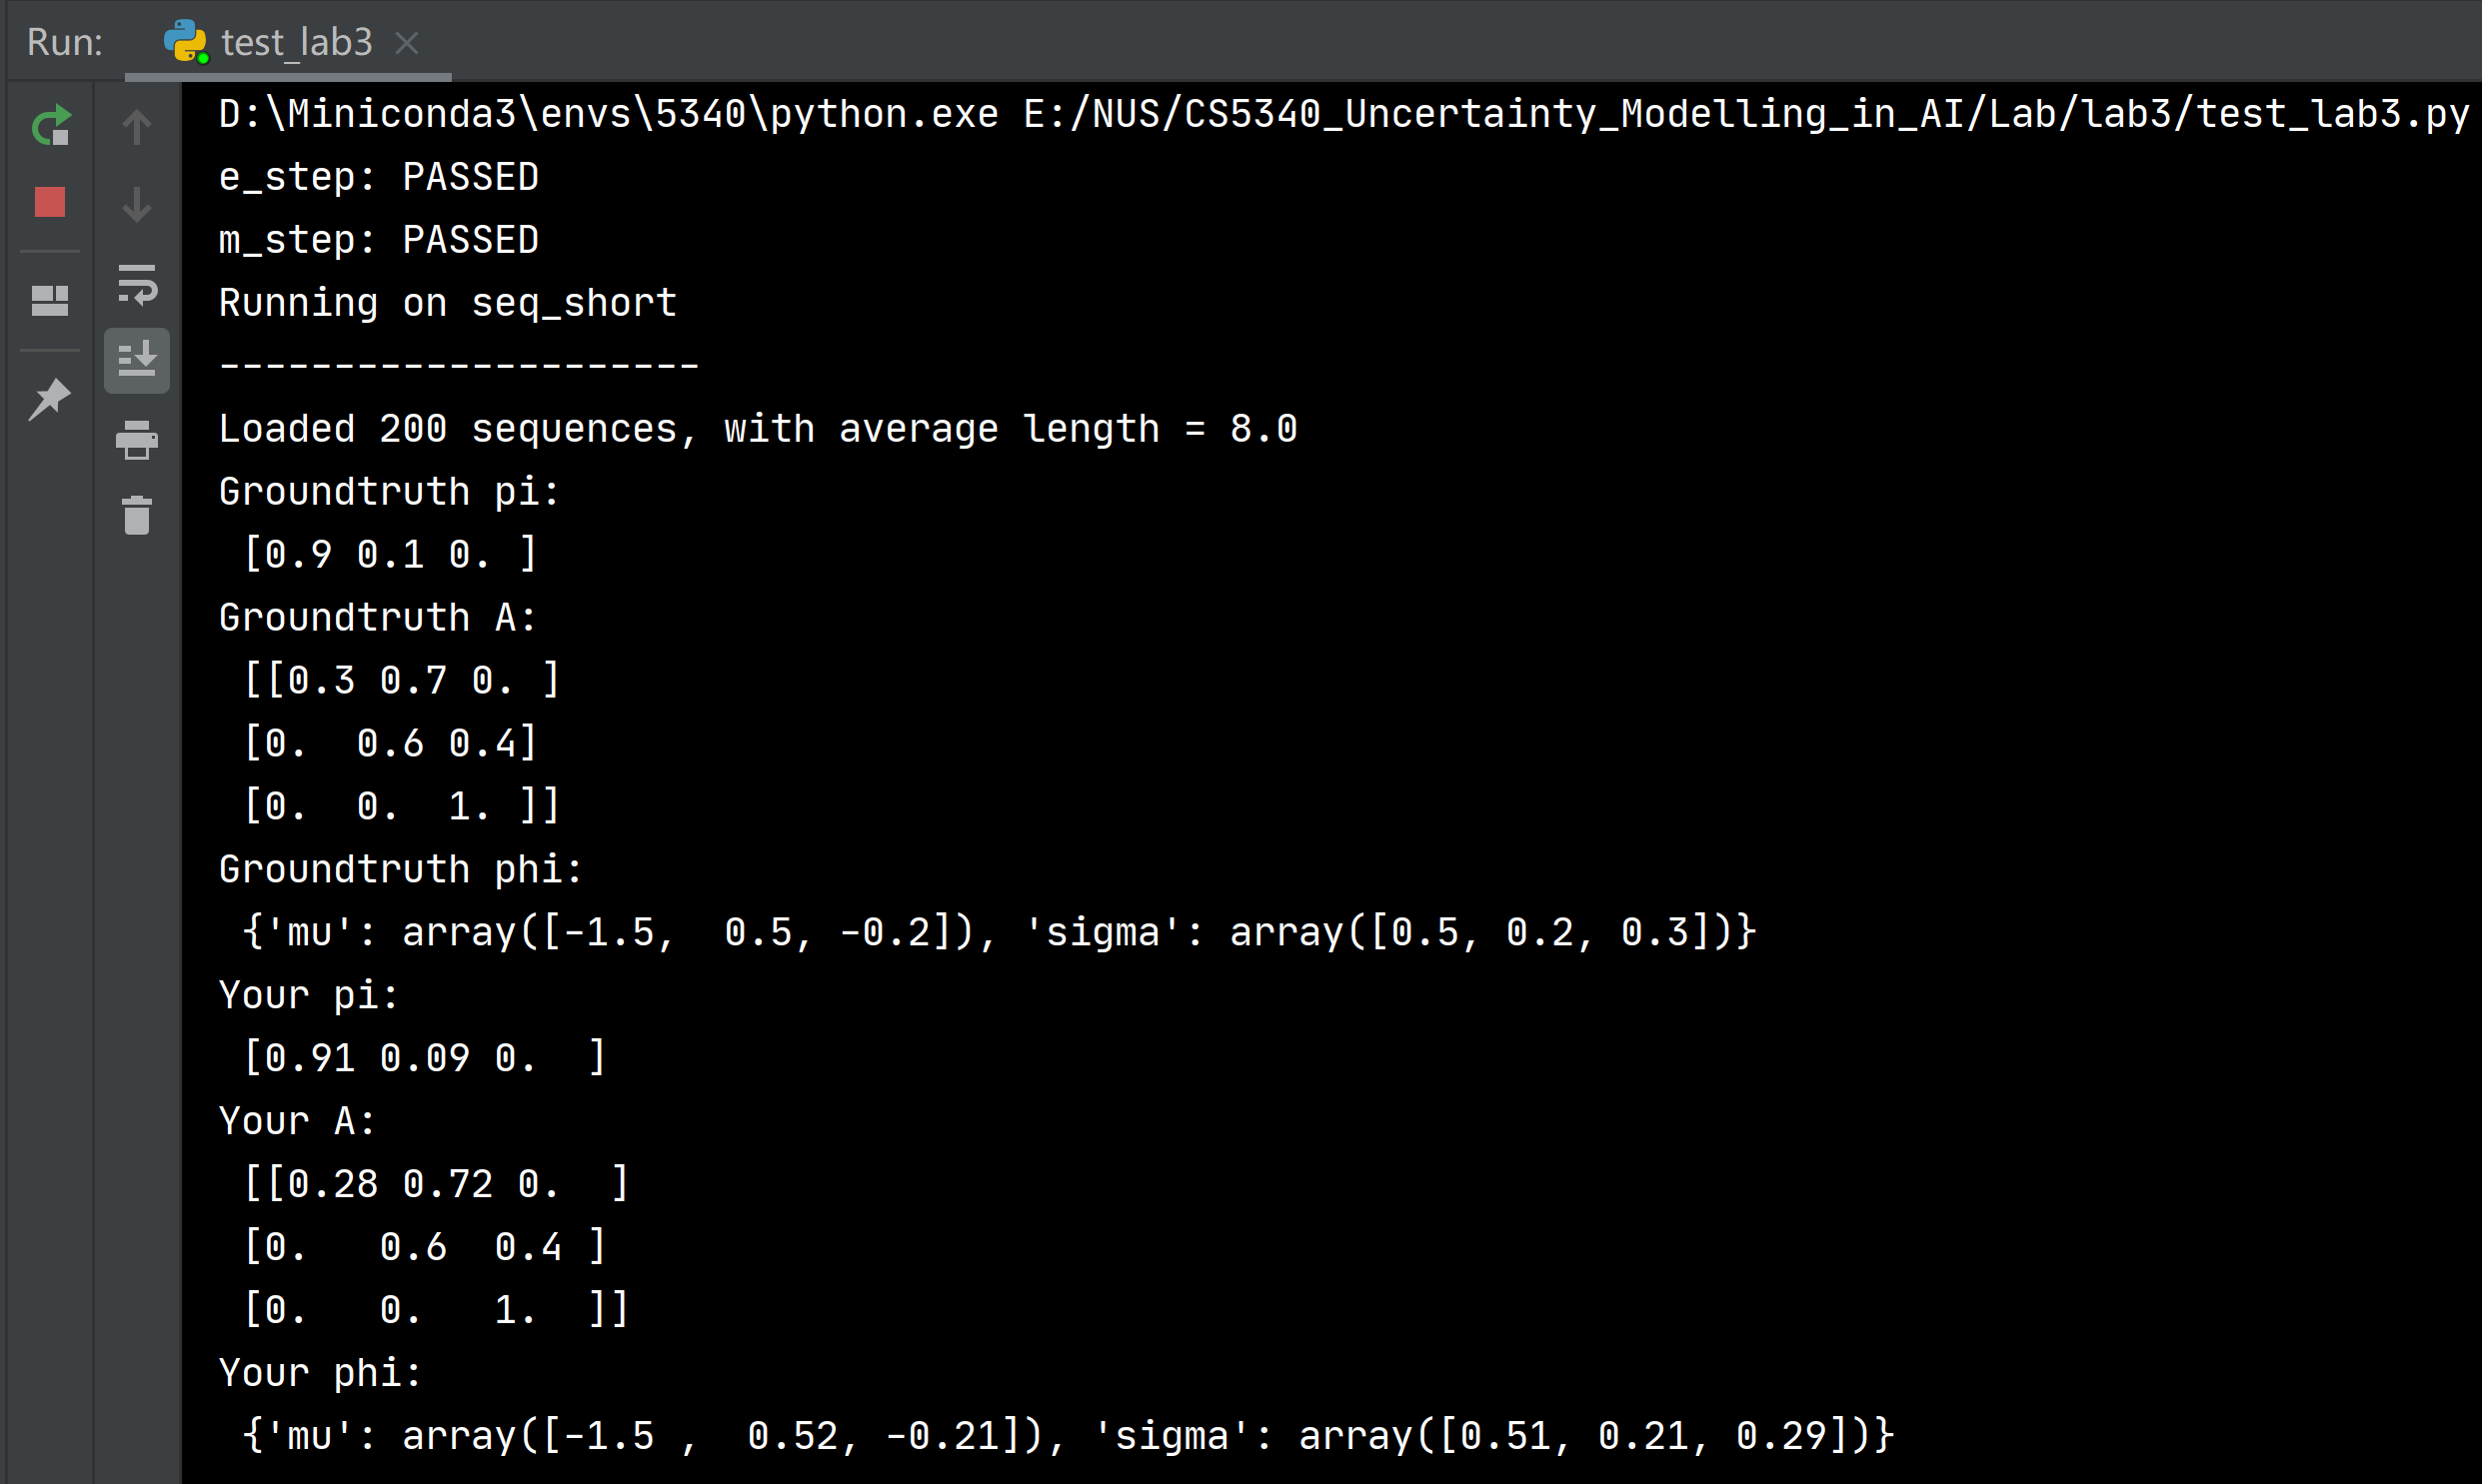 Run: test_lab3
D:\Miniconda3\envs\5340\python.exe E:/NUS/CS5340_Uncertainty_Modelling_in_AI/Lab/lab3/test_lab3.py
e_step: PASSED
m_step: PASSED
Running on seq_short
---------------------
Loaded 200 sequences, with average length = 8.0
Groundtruth pi:
 [0.9 0.1 0. ]
Groundtruth A:
 [[0.3 0.7 0. ]
 [0.  0.6 0.4]
 [0.  0.  1. ]]
Groundtruth phi:
 {'mu': array([-1.5,  0.5, -0.2]), 'sigma': array([0.5, 0.2, 0.3])}
Your pi:
 [0.91 0.09 0.  ]
Your A:
 [[0.28 0.72 0.  ]
 [0.   0.6  0.4 ]
 [0.   0.   1.  ]]
Your phi:
 {'mu': array([-1.5 ,  0.52, -0.21]), 'sigma': array([0.51, 0.21, 0.29])}